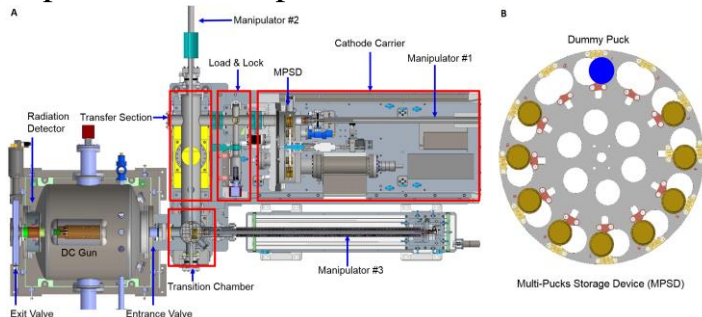 A
B
Manipulator #2
Cathode Carrier
Dummy Puck
Load & Lock
MPSD
Manipulator #1
Radiation
Detector
Transfer Section
DC Gun
Manipulator #3
Transition Chamber
Multi-Pucks Storage Device (MPSD)
Exit Valve
Entrance Valve